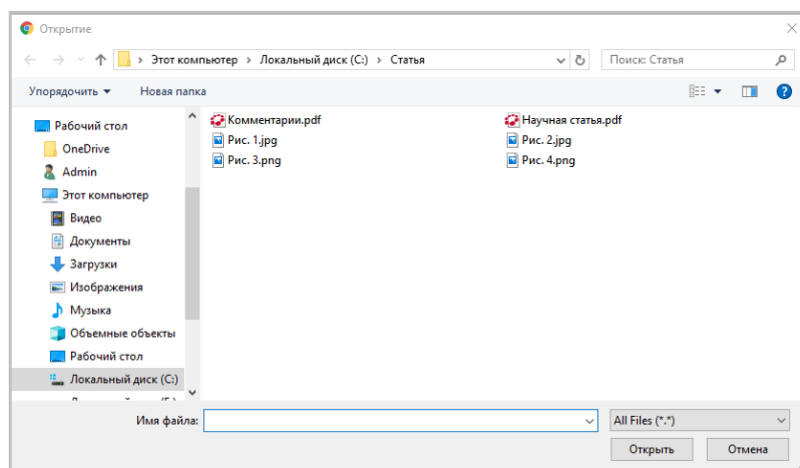 Открытие
Этот компьютер > Локальный диск (C:) > Статья
Поиск: Статья
Упорядочить
Новая папка
Рабочий стол
OneDrive
Admin
Этот компьютер
Видео
Документы
Загрузки
Изображения
Музыка
Объемные объекты
Рабочий стол
Локальный диск (C:)
Комментарии.pdf
Научная статья.pdf
Рис. 1.jpg
Рис. 2.jpg
Рис. 3.png
Рис. 4.png
Имя файла:
All Files (*.*)
Открыть
Отмена